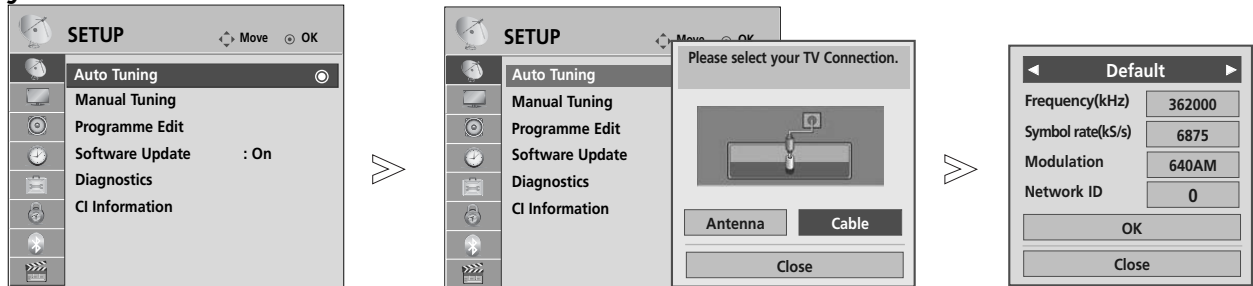 SETUP
Move OK
Auto Tuning
Manual Tuning
Programme Edit
Software Update : On
Diagnostics
CI Information
SETUP
Move OK
Auto Tuning
Manual Tuning
Programme Edit
Software Update
Diagnostics
CI Information
Please select your TV Connection.
Antenna Cable
Close
Default
Frequency(kHz) 362000
Symbol rate(kS/s) 6875
Modulation 640AM
Network ID 0
OK
Close